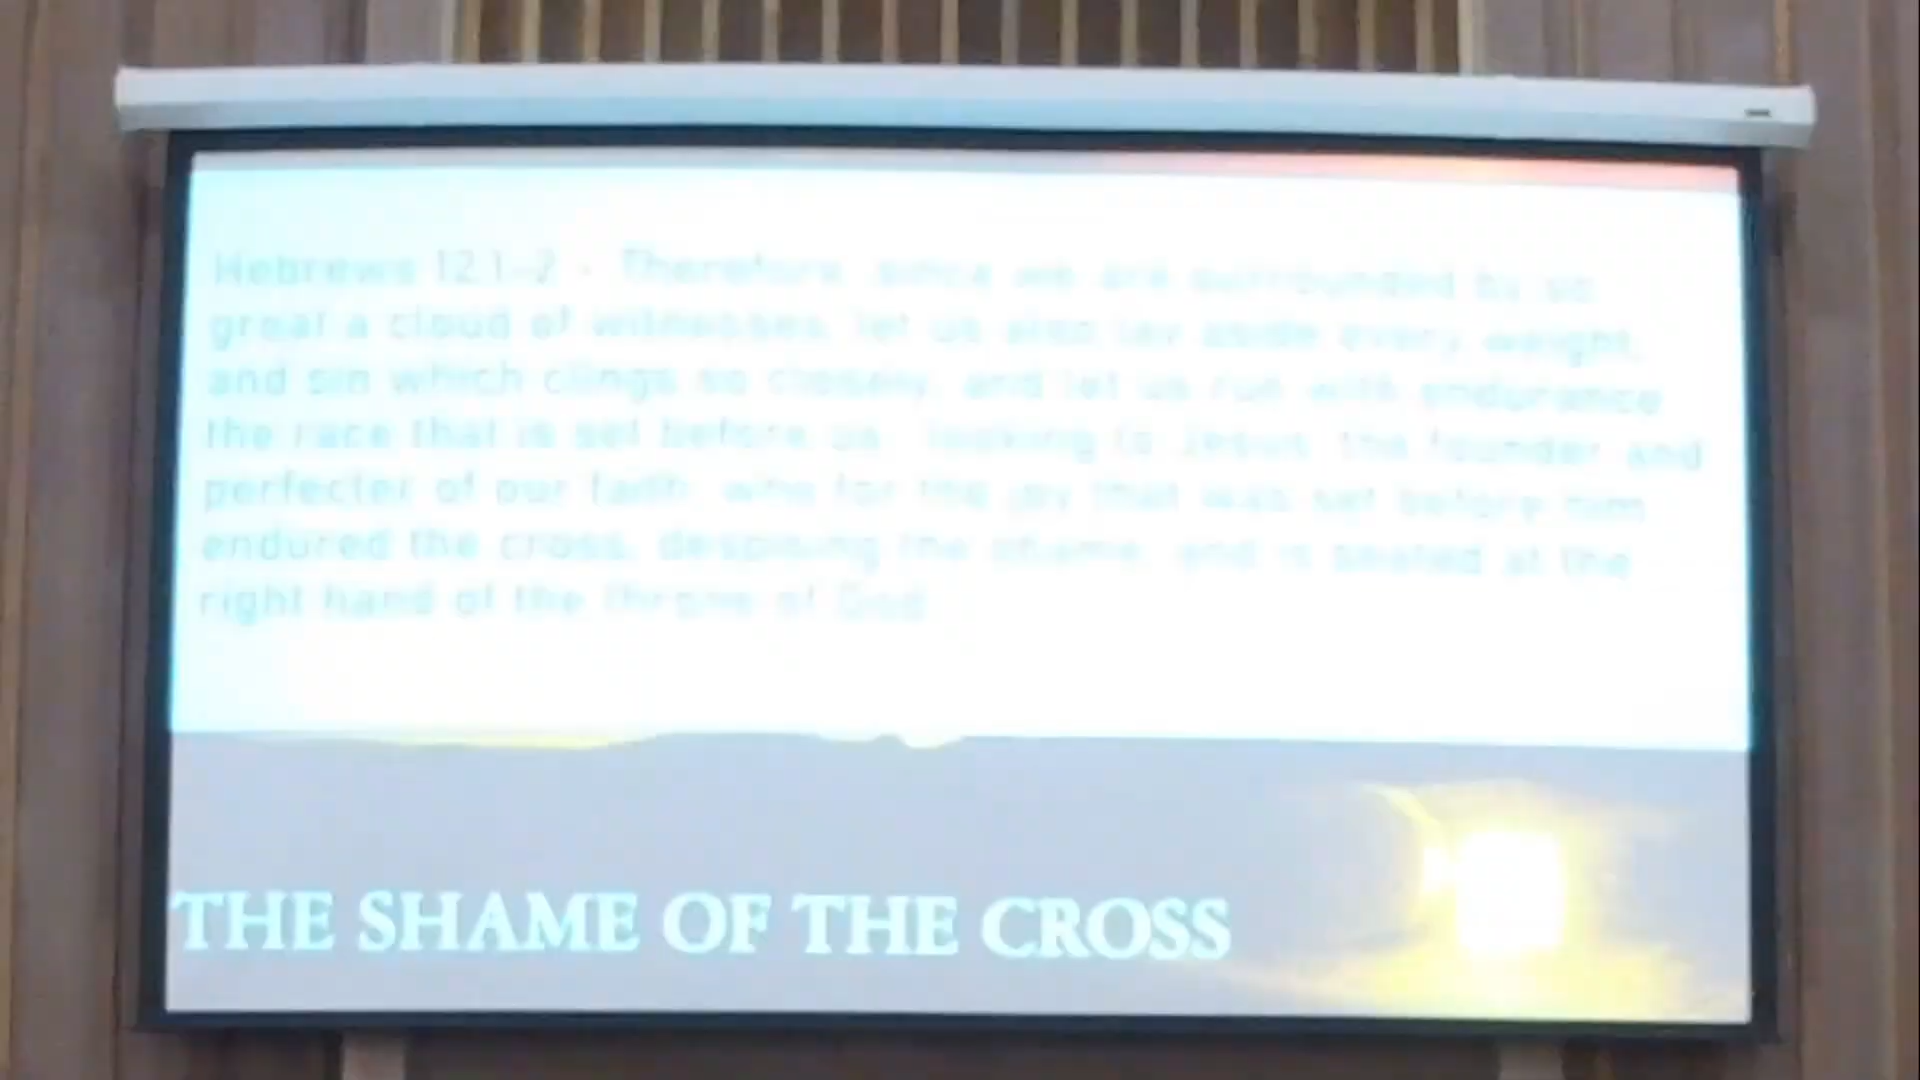 Hebrews 12.1-2 - Therefore, since we are surrounded by so
great a cloud of witnesses, let us also lay aside every weight,
and sin which clings so closely, and let us run with endurance
the race that is set before us, looking to Jesus, the founder and
perfecter of our faith, who for the joy that was set before him
endured the cross, despising the shame, and is seated at the
right hand of the throne of God
THE SHAME OF THE CROSS